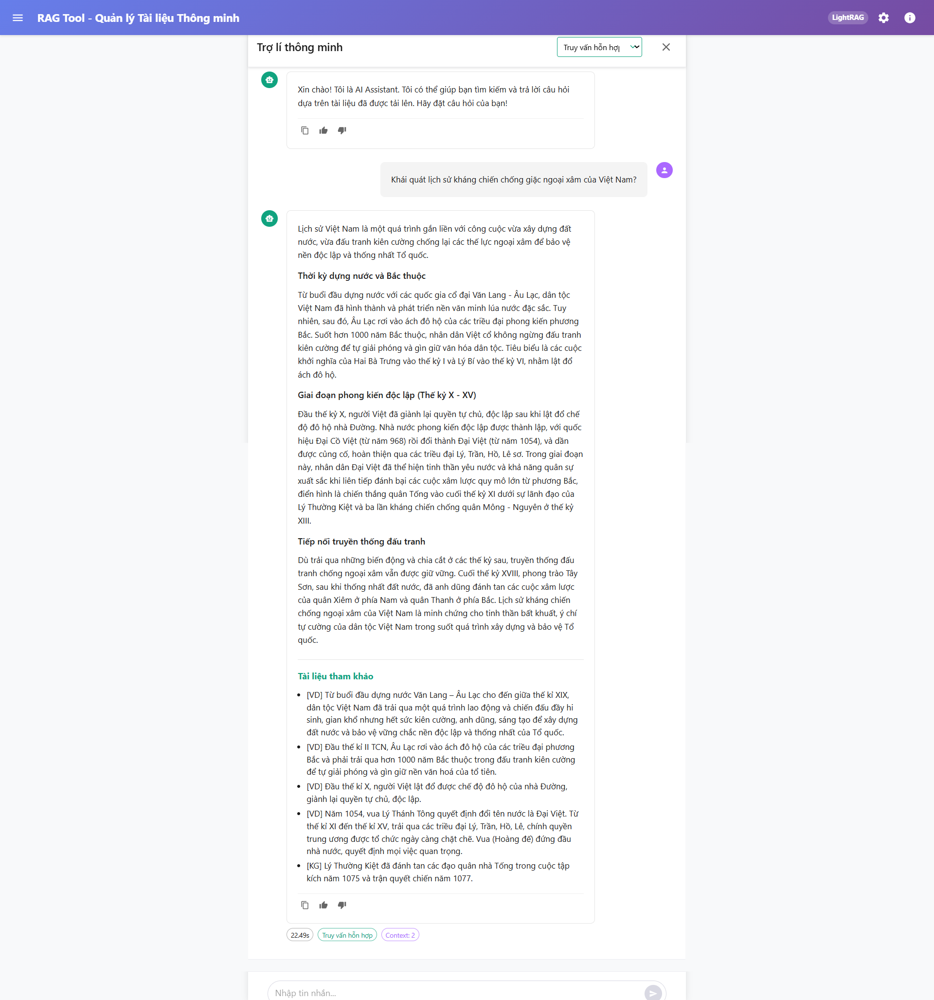 RAG Tool - Quản lý Tài liệu Thông minh
LightRAG
Trợ lí thông minh
Truy vấn hỗn hợ
Xin chào! Tôi là AI Assistant. Tôi có thể giúp bạn tìm kiếm và trả lời câu hỏi
dựa trên tài liệu đã được tải lên. Hãy đặt câu hỏi của bạn!
Khái quát lịch sử kháng chiến chống giặc ngoại xâm của Việt Nam?
Lịch sử Việt Nam là một quá trình gắn liền với công cuộc vừa xây dựng đất
nước, vừa đấu tranh kiên cường chống lại các thế lực ngoại xâm để bảo vệ
nền độc lập và thống nhất Tổ quốc.
Thời kỳ dựng nước và Bắc thuộc
Từ buổi đầu dựng nước với các quốc gia cổ đại Văn Lang - Âu Lạc, dân tộc
Việt Nam đã hình thành và phát triển nền văn minh lúa nước đặc sắc. Tuy
nhiên, sau đó, Âu Lạc rơi vào ách đô hộ của các triều đại phong kiến phương
Bắc. Suốt hơn 1000 năm Bắc thuộc, nhân dân Việt cổ không ngừng đấu tranh
kiên cường để tự giải phóng và gìn giữ văn hóa dân tộc. Tiêu biểu là các cuộc
khởi nghĩa của Hai Bà Trưng vào thế kỷ I và Lý Bí vào thế kỷ VI, nhằm lật đổ
ách đô hộ.
Giai đoạn phong kiến độc lập (Thế kỷ X - XV)
Đầu thế kỷ X, người Việt đã giành lại quyền tự chủ, độc lập sau khi lật đổ chế
độ đô hộ nhà Đường. Nhà nước phong kiến độc lập được thành lập, với quốc
hiệu Đại Cồ Việt (từ năm 968) rồi đổi thành Đại Việt (từ năm 1054), và dần
được củng cố, hoàn thiện qua các triều đại Lý, Trần, Hồ, Lê sơ. Trong giai đoạn
này, nhân dân Đại Việt đã thể hiện tinh thần yêu nước và khả năng quân sự
xuất sắc khi liên tiếp đánh bại các cuộc xâm lược quy mô lớn từ phương Bắc,
điển hình là chiến thắng quân Tống vào cuối thế kỷ XI dưới sự lãnh đạo của
Lý Thường Kiệt và ba lần kháng chiến chống quân Mông - Nguyên ở thế kỷ
XIII.
Tiếp nối truyền thống đấu tranh
Dù trải qua những biến động và chia cắt ở các thế kỷ sau, truyền thống đấu
tranh chống ngoại xâm vẫn được giữ vững. Cuối thế kỷ XVIII, phong trào Tây
Sơn, sau khi thống nhất đất nước, đã anh dũng đánh tan các cuộc xâm lược
của quân Xiêm ở phía Nam và quân Thanh ở phía Bắc. Lịch sử kháng chiến
chống ngoại xâm của Việt Nam là minh chứng cho tinh thần bất khuất, ý chí
tự cường của dân tộc Việt Nam trong suốt quá trình xây dựng và bảo vệ Tổ
quốc.
Tài liệu tham khảo
• [VD] Từ buổi đầu dựng nước Văn Lang – Âu Lạc cho đến giữa thế kỉ XIX,
dân tộc Việt Nam đã trải qua một quá trình lao động và chiến đấu đầy hi
sinh, gian khổ nhưng hết sức kiên cường, anh dũng, sáng tạo để xây dựng
đất nước và bảo vệ vững chắc nền độc lập và thống nhất của Tổ quốc.
• [VD] Đầu thế kỉ II TCN, Âu Lạc rơi vào ách đô hộ của các triều đại phương
Bắc và phải trải qua hơn 1000 năm Bắc thuộc trong đấu tranh kiên cường
để tự giải phóng và gìn giữ nền văn hoá của tổ tiên.
• [VD] Đầu thế kỉ X, người Việt lật đổ được chế độ đô hộ của nhà Đường,
giành lại quyền tự chủ, độc lập.
• [VD] Năm 1054, vua Lý Thánh Tông quyết định đổi tên nước là Đại Việt. Từ
thế kỉ XI đến thế kỉ XV, trải qua các triều đại Lý, Trần, Hồ, Lê, chính quyền
trung ương được tổ chức ngày càng chặt chẽ. Vua (Hoàng đế) đứng đầu
nhà nước, quyết định mọi việc quan trọng.
• [KG] Lý Thường Kiệt đã đánh tan các đạo quân nhà Tống trong cuộc tập
kích năm 1075 và trận quyết chiến năm 1077.
22.49s
Truy vấn hỗn hợp
Context: 2
Nhập tin nhắn...